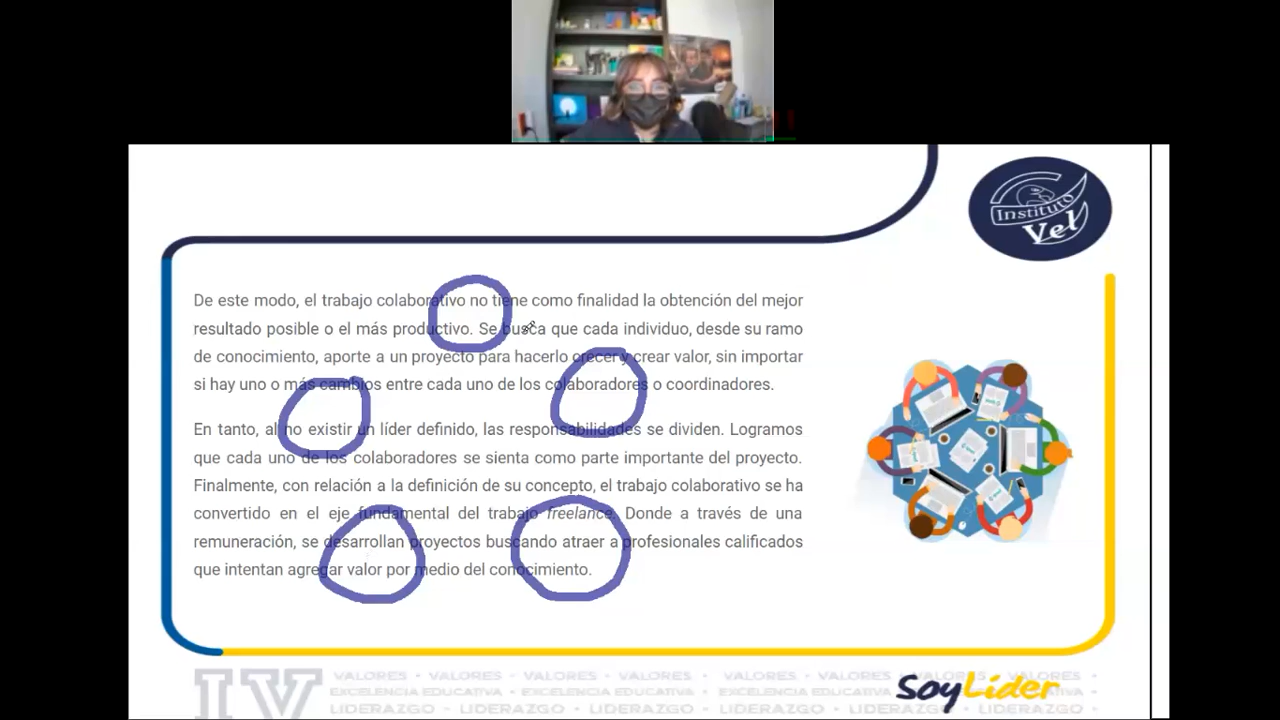 Instituto
Vel
De este modo, el trabajo colaborativo no tiene como finalidad la obtención del mejor
resultado posible o el más productivo. Se busca que cada individuo, desde su ramo
de conocimiento, aporte a un proyecto para hacerlo crecer y crear valor, sin importar
si hay uno o más cambios entre cada uno de los colaboradores o coordinadores.
En tanto, al no existir un líder definido, las responsabilidades se dividen. Logramos
que cada uno de los colaboradores se sienta como parte importante del proyecto.
Finalmente, con relación a la definición de su concepto, el trabajo colaborativo se ha
convertido en el eje fundamental del trabajo freelance. Donde a través de una
remuneración, se desarrollan proyectos buscando atraer a profesionales calificados
que intentan agregar valor por medio del conocimiento.
IV
VALORES • VALORES • VALORES • VALORES • VALORES • VALORES •
EXCELENCIA EDUCATIVA • EXCELENCIA EDUCATIVA • EXCELENCIA EDUCATIVA •
LIDERAZGO • LIDERAZGO • LIDERAZGO • LIDERAZGO • LIDERAZGO •
SoyLíder